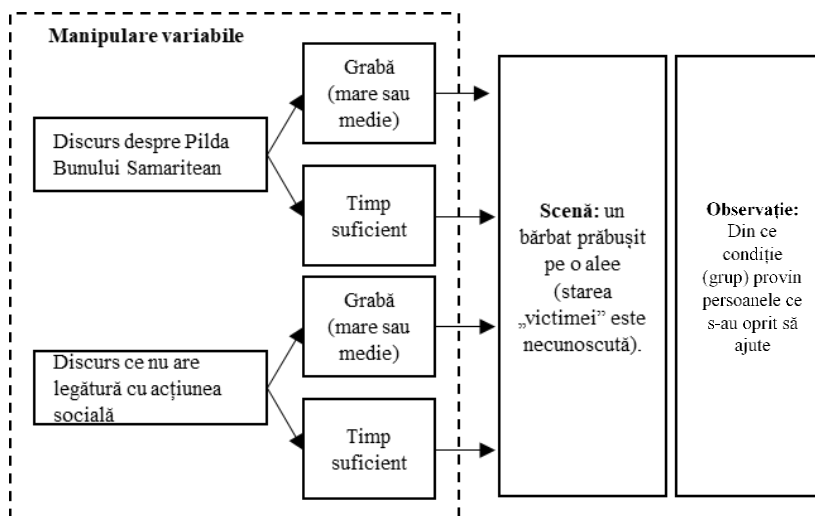 Manipulare variabile
Discurs despre Pilda
Bunului Samaritean
Grabă
(mare sau
medie)
Timp
suficient
Discurs ce nu are
legătură cu acțiunea
socială
Grabă
(mare sau
medie)
Timp
suficient
Scenă: un
bărbat prăbușit
pe o alee
(starea
„victimei” este
necunoscută).
Observație:
Din ce
condiție
(grup) provin
persoanele ce
s-au oprit să
ajute